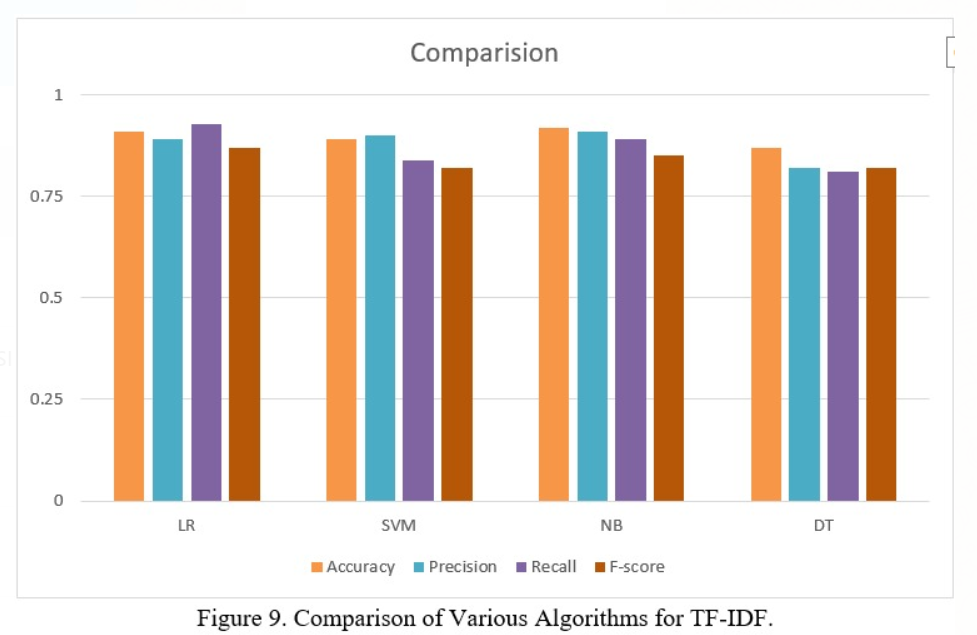 Comparision
1
0.75
0.5
0.25
0
LR SVM NB DT
Accuracy Precision Recall F-score
Figure 9. Comparison of Various Algorithms for TF-IDF.